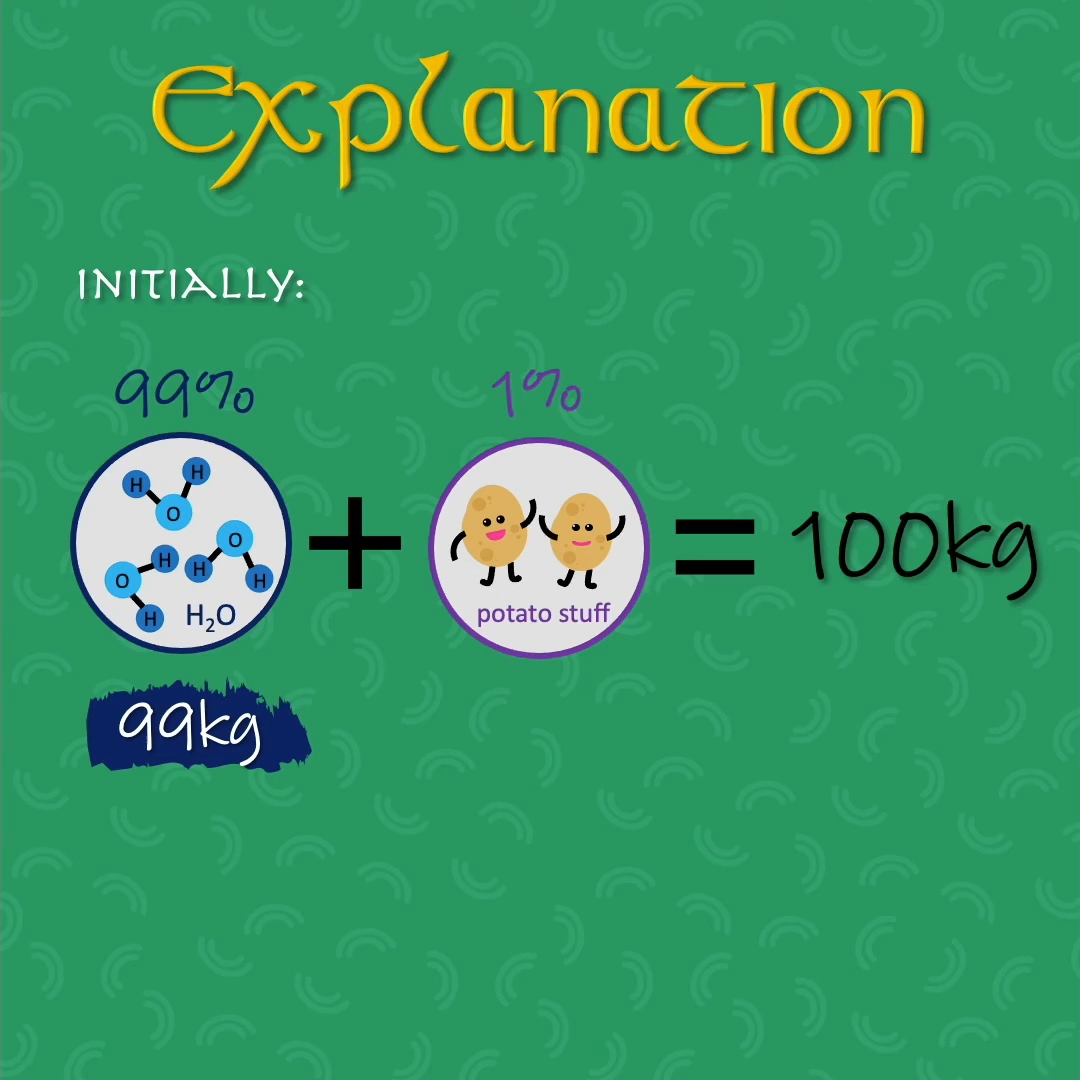 Explanation
INITIALLY:
99% 1%
H H
O
O
H H
O H
H H₂O
potato stuff
+ = 100kg
99kg